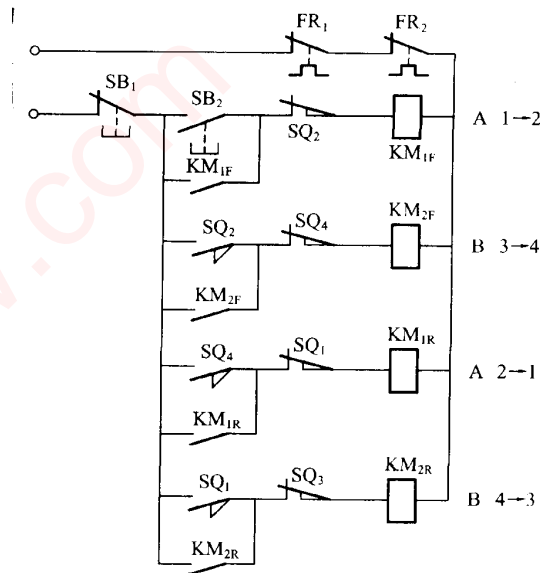 FR₁ FR₂
SB₁ SB₂ SQ₂ KM₁F A 1→2
KM₁F
SQ₂ SQ₄ KM₂F B 3→4
KM₂F
SQ₄ SQ₁ KM₁R A 2→1
KM₁R
SQ₁ SQ₃ KM₂R B 4→3
KM₂R